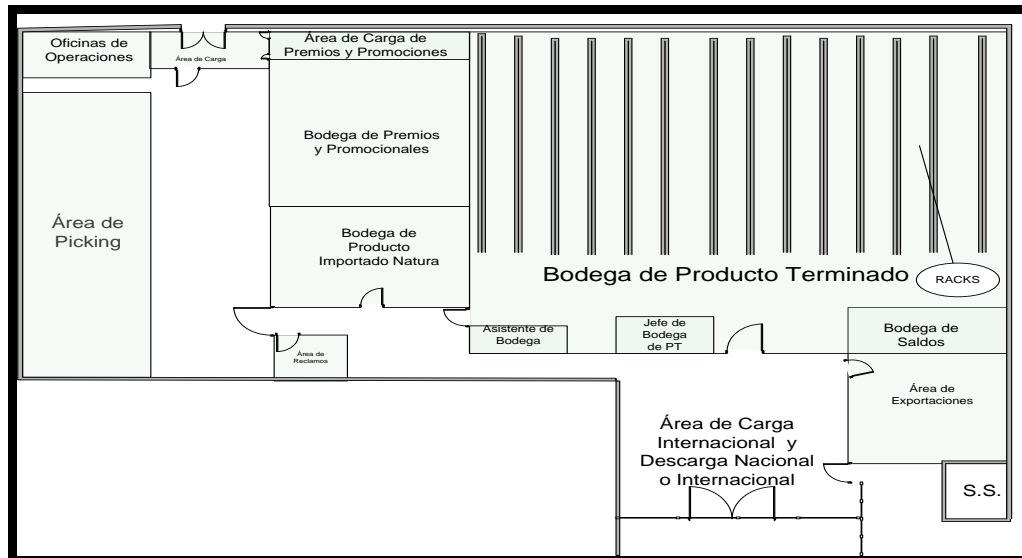 Oficinas de
Operaciones
Área de Carga
Área de Carga de
Premios y Promociones
Bodega de Premios
y Promocionales
Área de
Picking
Bodega de
Producto
Importado Natura
Bodega de Producto Terminado
RACKS
Asistente de
Bodega
Jefe de
Bodega
de PT
Bodega de
Saldos
Área de
Reclamos
Área de
Exportaciones
Área de Carga
Internacional y
Descarga Nacional
o Internacional
S.S.